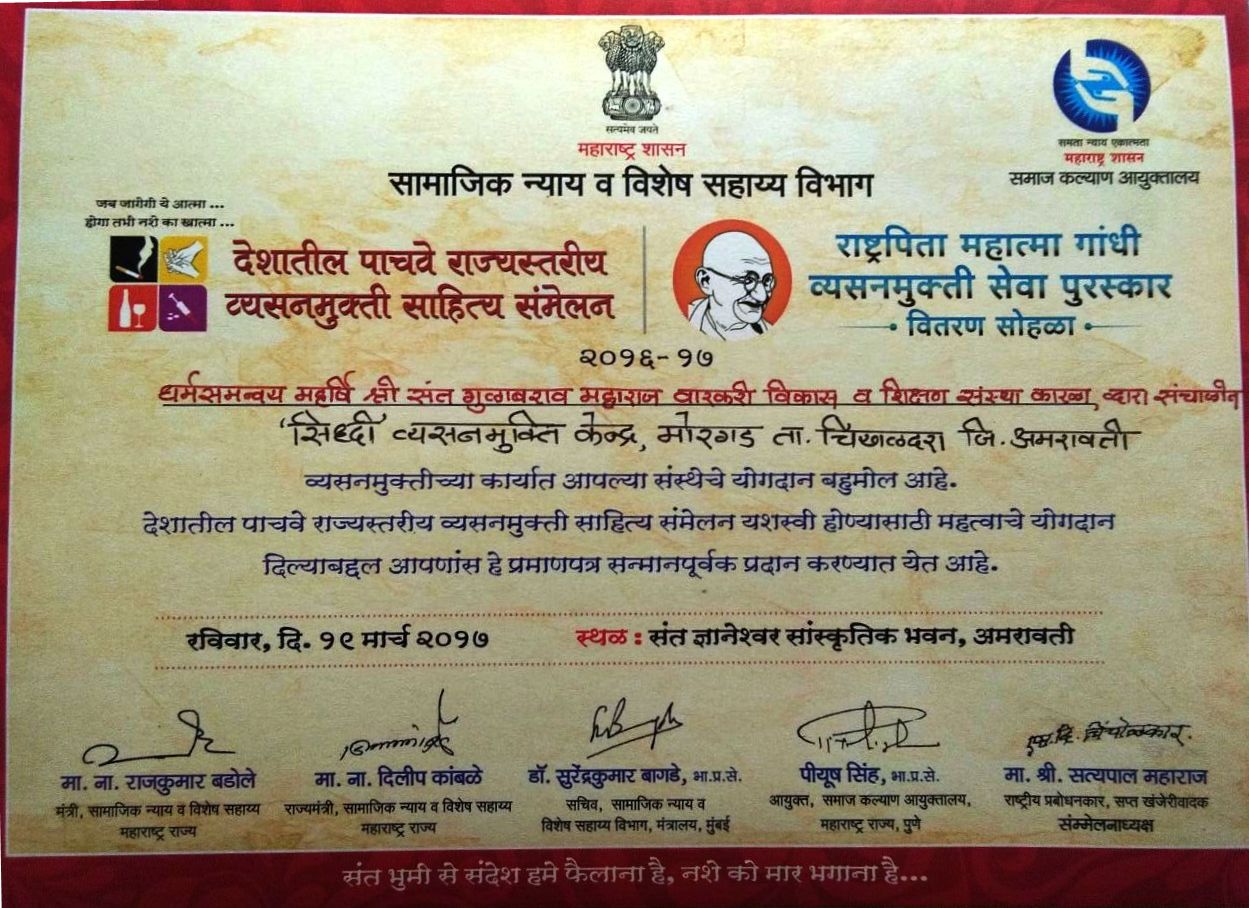 सत्यमेव जयते
महाराष्ट्र शासन
सामाजिक न्याय व विशेष सहाय्य विभाग
समता न्याय एकात्मता
महाराष्ट्र शासन
समाज कल्याण आयुक्तालय
जब जागेगी ये आत्मा ...
होगा तभी नशे का खात्मा ...
देशातील पाचवे राज्यस्तरीय
व्यसनमुक्ती साहित्य संमेलन
राष्ट्रपिता महात्मा गांधी
व्यसनमुक्ती सेवा पुरस्कार
वितरण सोहळा
२०१६-१७
धर्मसमन्वय महर्षि श्री संत गुळाबराव महाराज वारकरी विकास व शिक्षण संस्था कारळा, व्दारा संचाळीत
'सिध्दी' व्यसनमुक्ति केन्द्र, मोरगड ता. चिखळदरा जि. अमरावती
व्यसनमुक्तीच्या कार्यात आपल्या संस्थेचे योगदान बहुमोल आहे.
देशातील पाचवे राज्यस्तरीय व्यसनमुक्ती साहित्य संमेलन यशस्वी होण्यासाठी महत्वाचे योगदान
दिल्याबद्दल आपणांस हे प्रमाणपत्र सन्मानपूर्वक प्रदान करण्यात येत आहे.
रविवार, दि. १९ मार्च २०१७ स्थळ : संत ज्ञानेश्वर सांस्कृतिक भवन, अमरावती
मा. ना. राजकुमार बडोले
मंत्री, सामाजिक न्याय व विशेष सहाय्य
महाराष्ट्र राज्य
मा. ना. दिलीप कांबळे
राज्यमंत्री, सामाजिक न्याय व विशेष सहाय्य
महाराष्ट्र राज्य
डॉ. सुरेंद्रकुमार बागडे, भा.प्र.से.
सचिव, सामाजिक न्याय व
विशेष सहाय्य विभाग, मंत्रालय, मुंबई
पीयूष सिंह, भा.प्र.से.
आयुक्त, समाज कल्याण आयुक्तालय,
महाराष्ट्र राज्य, पुणे
मा. श्री. सत्यपाल महाराज
राष्ट्रीय प्रबोधनकार, सप्त खंजेरीवादक
संम्मेलनाध्यक्ष
संत भुमी से संदेश हमे फैलाना है, नशे को मार भगाना है...